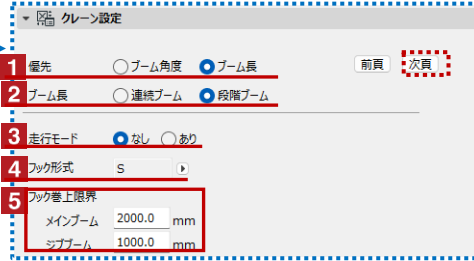 クレーン設定
1 優先 ブーム角度 ブーム長 前頁 次頁
2 ブーム長 連続ブーム 段階ブーム
3 走行モード なし あり
4 フック形式 S
5 フック巻上限界
メインブーム 2000.0 mm
ジブブーム 1000.0 mm